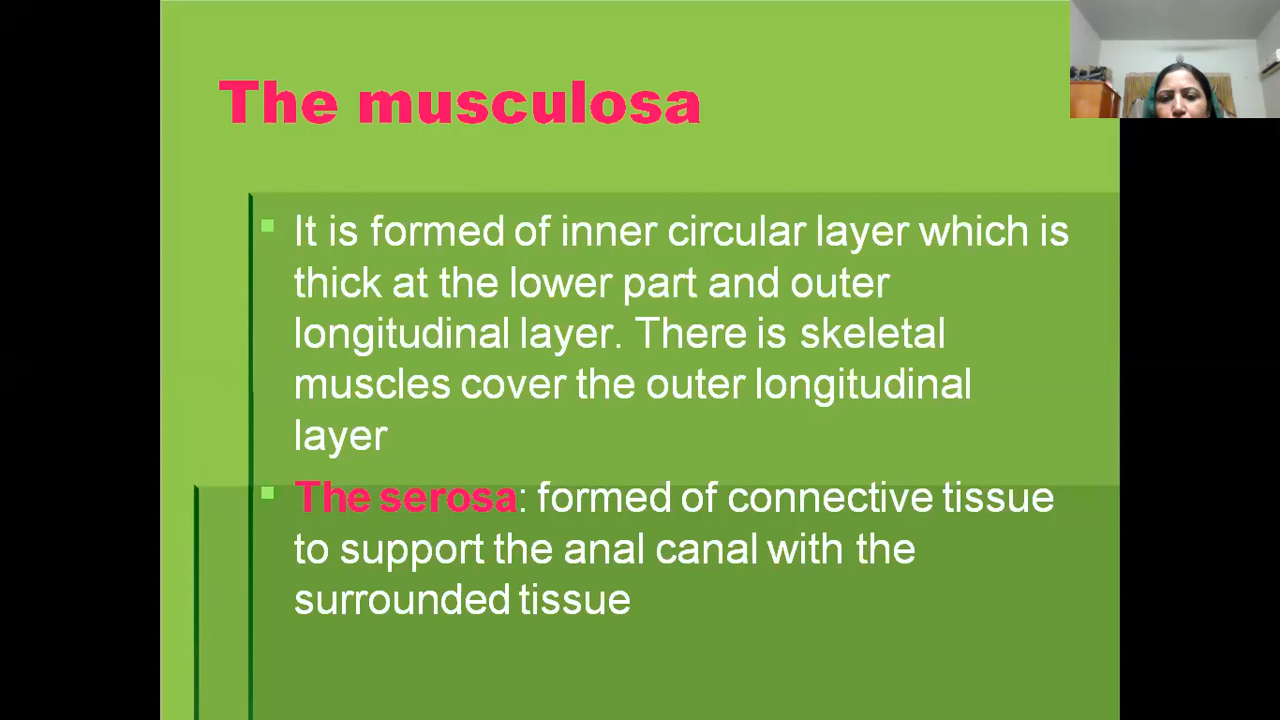 The musculosa
It is formed of inner circular layer which is
thick at the lower part and outer
longitudinal layer. There is skeletal
muscles cover the outer longitudinal
layer
The serosa: formed of connective tissue
to support the anal canal with the
surrounded tissue